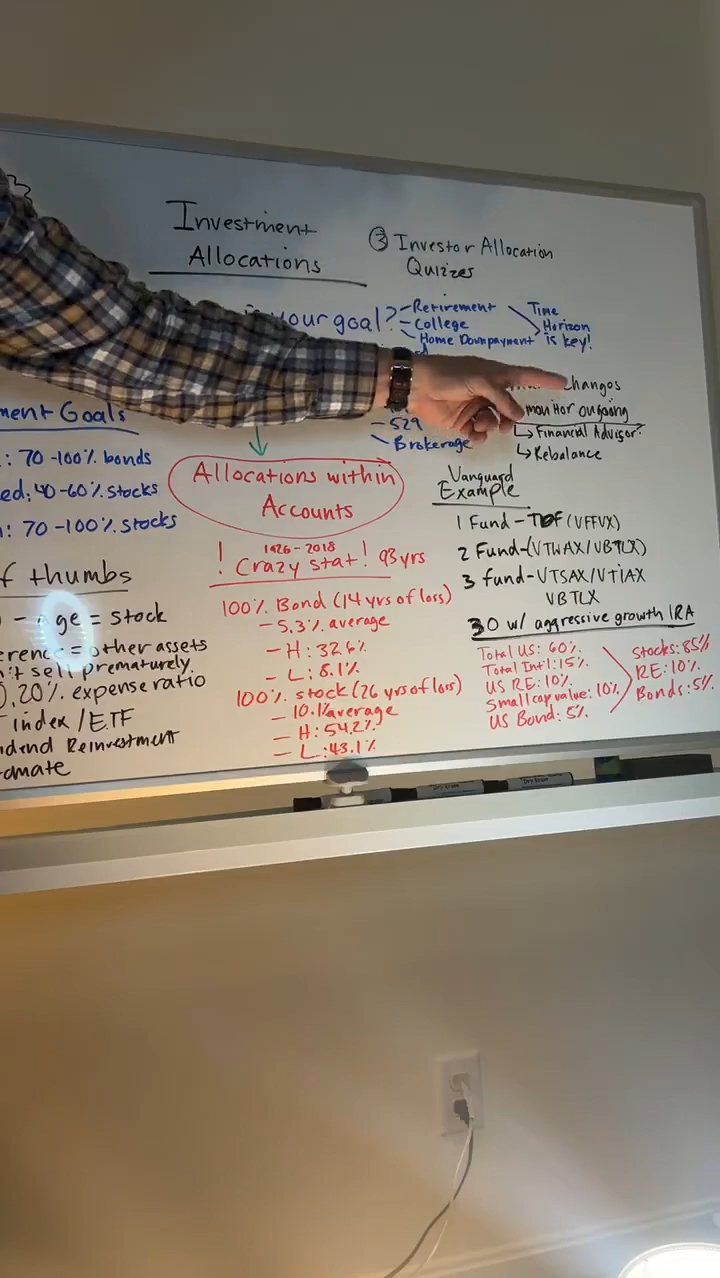 Investment
Allocations
③ Investor Allocation
Quizes
your goal?
- Retirement
- College
- Home Downpayment
Time
Horizon
is key!
changos
monitor ongoing
↳ Financial Advisor?
↳ Rebalance
- 529
- Brokerage
ment Goals
: 70-100% bonds
ed: 40-60% stocks
: 70-100% stocks
Allocations within
Accounts
1926-2018
! Crazy stat! 93 yrs
100% Bond (14 yrs of loss)
- 5.3% average
- H: 32.6%
- L: 8.1%
100% stock (26 yrs of loss)
- 10.1% average
- H: 54.2%
- L: 43.1%
f thumbs
- age = stock
erence = other assets
't sell prematurely
0.20% expense ratio
index/ETF
idend Reinvestment
omate
Vanguard
Example
1 Fund - TDF (VFFVX)
2 Fund - (VTWAX/VBTLX)
3 fund - VTSAX/VTIAX
VBTLX
30 w/ aggressive growth IRA
Total US: 60%
Total Int'l: 15%
US RE: 10%
Small cap value: 10%
US Bond: 5%
Stocks: 85%
RE: 10%
Bonds: 5%